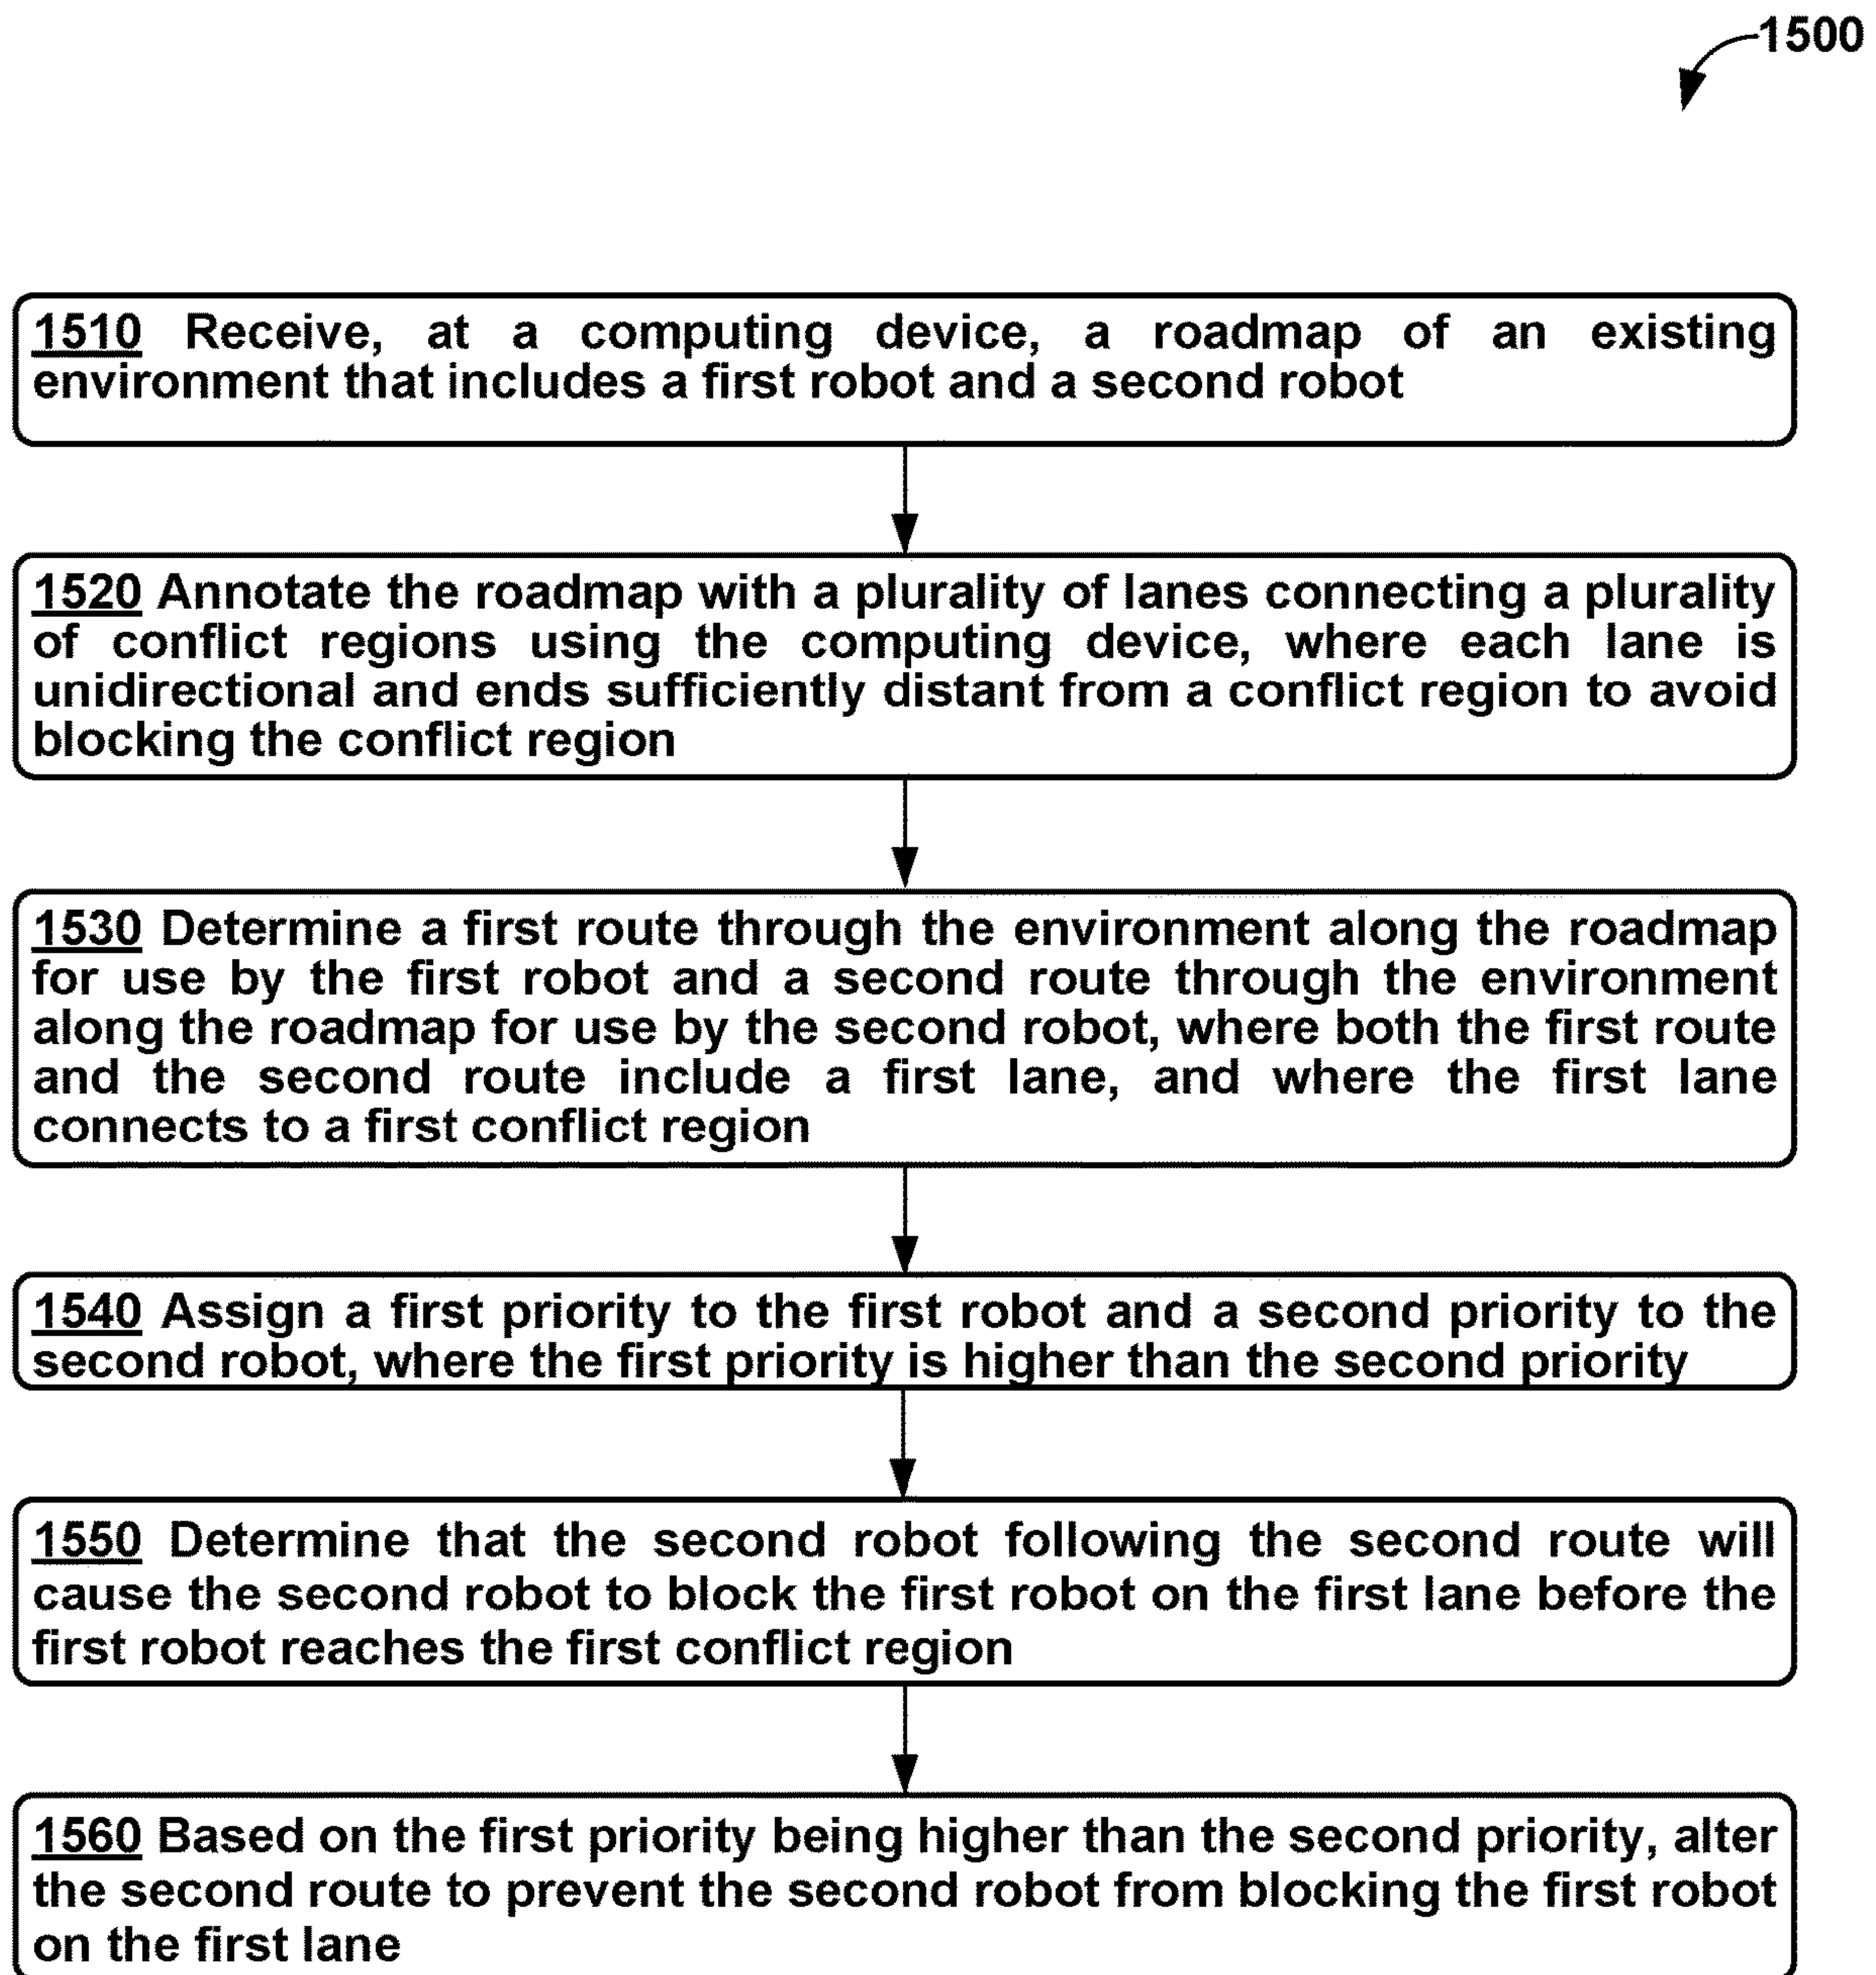 1500
1510 Receive, at a computing device, a roadmap of an existing
environment that includes a first robot and a second robot
1520 Annotate the roadmap with a plurality of lanes connecting a plurality
of conflict regions using the computing device, where each lane is
unidirectional and ends sufficiently distant from a conflict region to avoid
blocking the conflict region
1530 Determine a first route through the environment along the roadmap
for use by the first robot and a second route through the environment
along the roadmap for use by the second robot, where both the first route
and the second route include a first lane, and where the first lane
connects to a first conflict region
1540 Assign a first priority to the first robot and a second priority to the
second robot, where the first priority is higher than the second priority
1550 Determine that the second robot following the second route will
cause the second robot to block the first robot on the first lane before the
first robot reaches the first conflict region
1560 Based on the first priority being higher than the second priority, alter
the second route to prevent the second robot from blocking the first robot
on the first lane